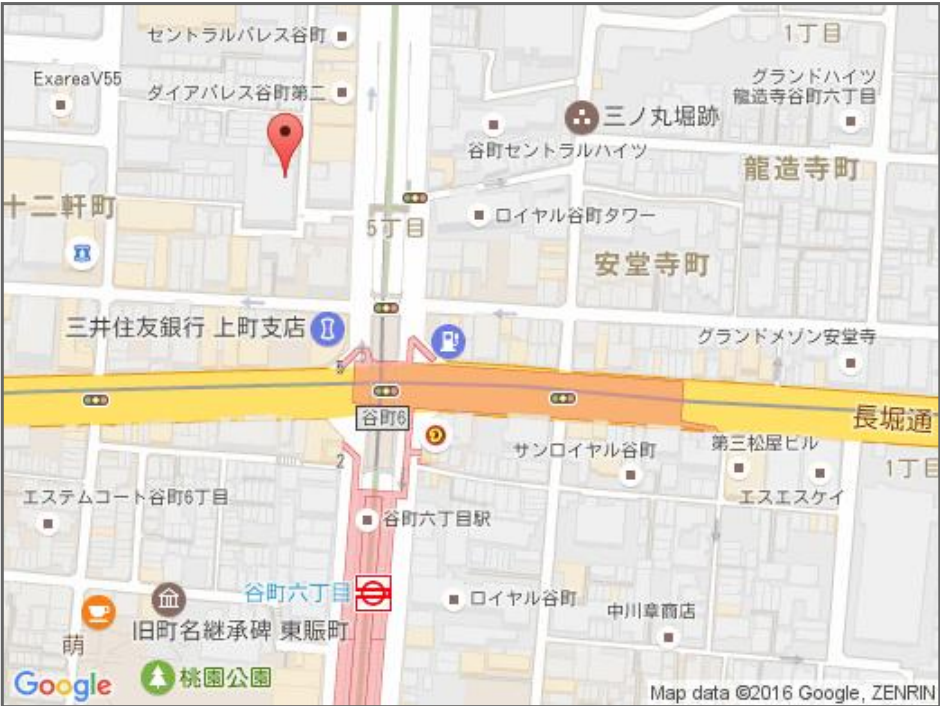 セントラルパレス谷町
1丁目
ExareaV55
ダイアパレス谷町第二
グランドハイツ
龍造寺谷町六丁目
三ノ丸堀跡
谷町セントラルハイツ
龍造寺町
十二軒町
ロイヤル谷町タワー
5丁目
安堂寺町
三井住友銀行 上町支店
グランドメゾン安堂寺
5
谷町6
長堀通
2
サンロイヤル谷町
第三松屋ビル
1丁目
エステムコート谷町6丁目
エスエスケイ
谷町六丁目駅
谷町六丁目
ロイヤル谷町
中川章商店
旧町名継承碑 東賑町
萌
桃園公園
Google
Map data ©2016 Google, ZENRIN